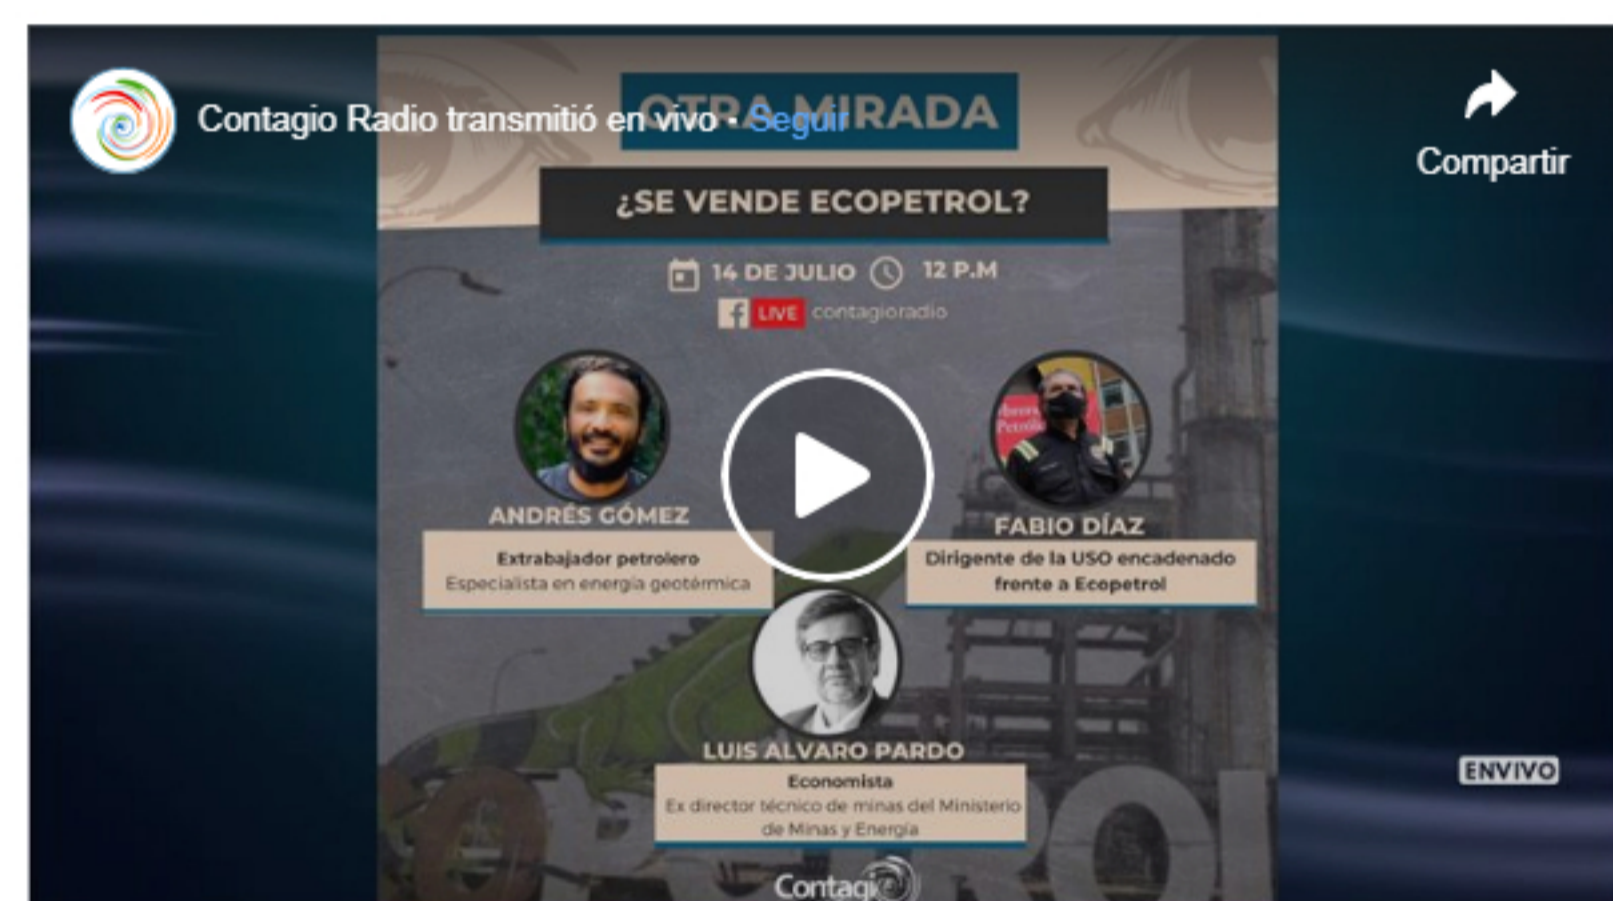 OTRA MIRADA
Contagio Radio transmitió en vivo · Seguir
Compartir
¿SE VENDE ECOPETROL?
14 DE JULIO 12 P.M
f LIVE contagioradio
ANDRÉS GÓMEZ
Extrabajador petrolero
Especialista en energía geotérmica
FABIO DÍAZ
Dirigente de la USO encadenado
frente a Ecopetrol
LUIS ALVARO PARDO
Economista
Ex director técnico de minas del Ministerio
de Minas y Energía
ENVIVO
Contagio